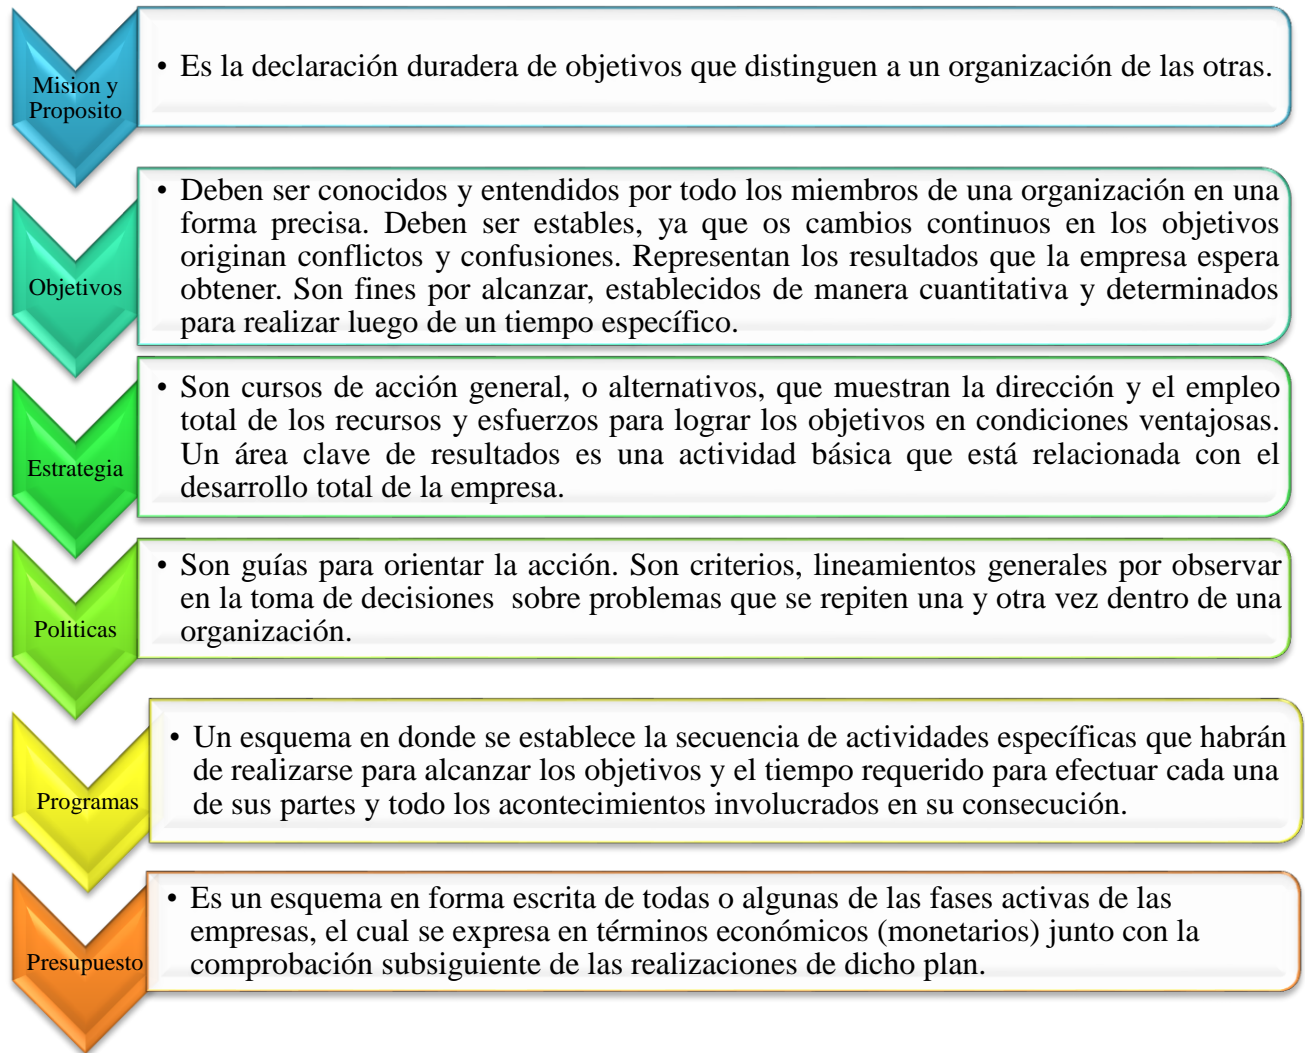 Mision y
Proposito
• Es la declaración duradera de objetivos que distinguen a un organización de las otras.
Objetivos
• Deben ser conocidos y entendidos por todo los miembros de una organización en una
forma precisa. Deben ser estables, ya que os cambios continuos en los objetivos
originan conflictos y confusiones. Representan los resultados que la empresa espera
obtener. Son fines por alcanzar, establecidos de manera cuantitativa y determinados
para realizar luego de un tiempo específico.
Estrategia
• Son cursos de acción general, o alternativos, que muestran la dirección y el empleo
total de los recursos y esfuerzos para lograr los objetivos en condiciones ventajosas.
Un área clave de resultados es una actividad básica que está relacionada con el
desarrollo total de la empresa.
Politicas
• Son guías para orientar la acción. Son criterios, lineamientos generales por observar
en la toma de decisiones  sobre problemas que se repiten una y otra vez dentro de una
organización.
Programas
• Un esquema en donde se establece la secuencia de actividades específicas que habrán
de realizarse para alcanzar los objetivos y el tiempo requerido para efectuar cada una
de sus partes y todo los acontecimientos involucrados en su consecución.
Presupuesto
• Es un esquema en forma escrita de todas o algunas de las fases activas de las
empresas, el cual se expresa en términos económicos (monetarios) junto con la
comprobación subsiguiente de las realizaciones de dicho plan.